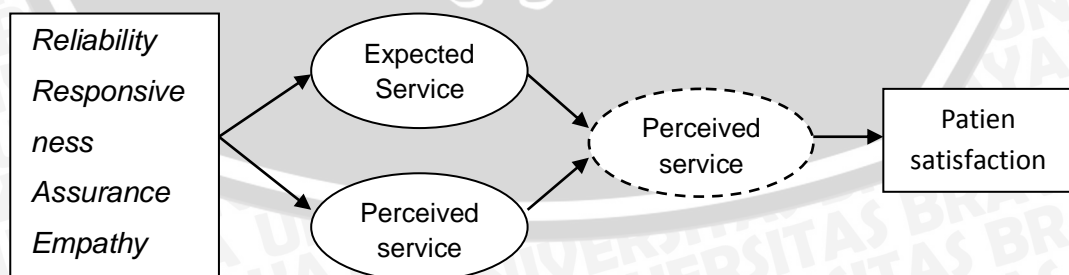 Reliability
Responsive
ness
Assurance
Empathy
Expected
Service
Perceived
service
Perceived
service
Patien
satisfaction